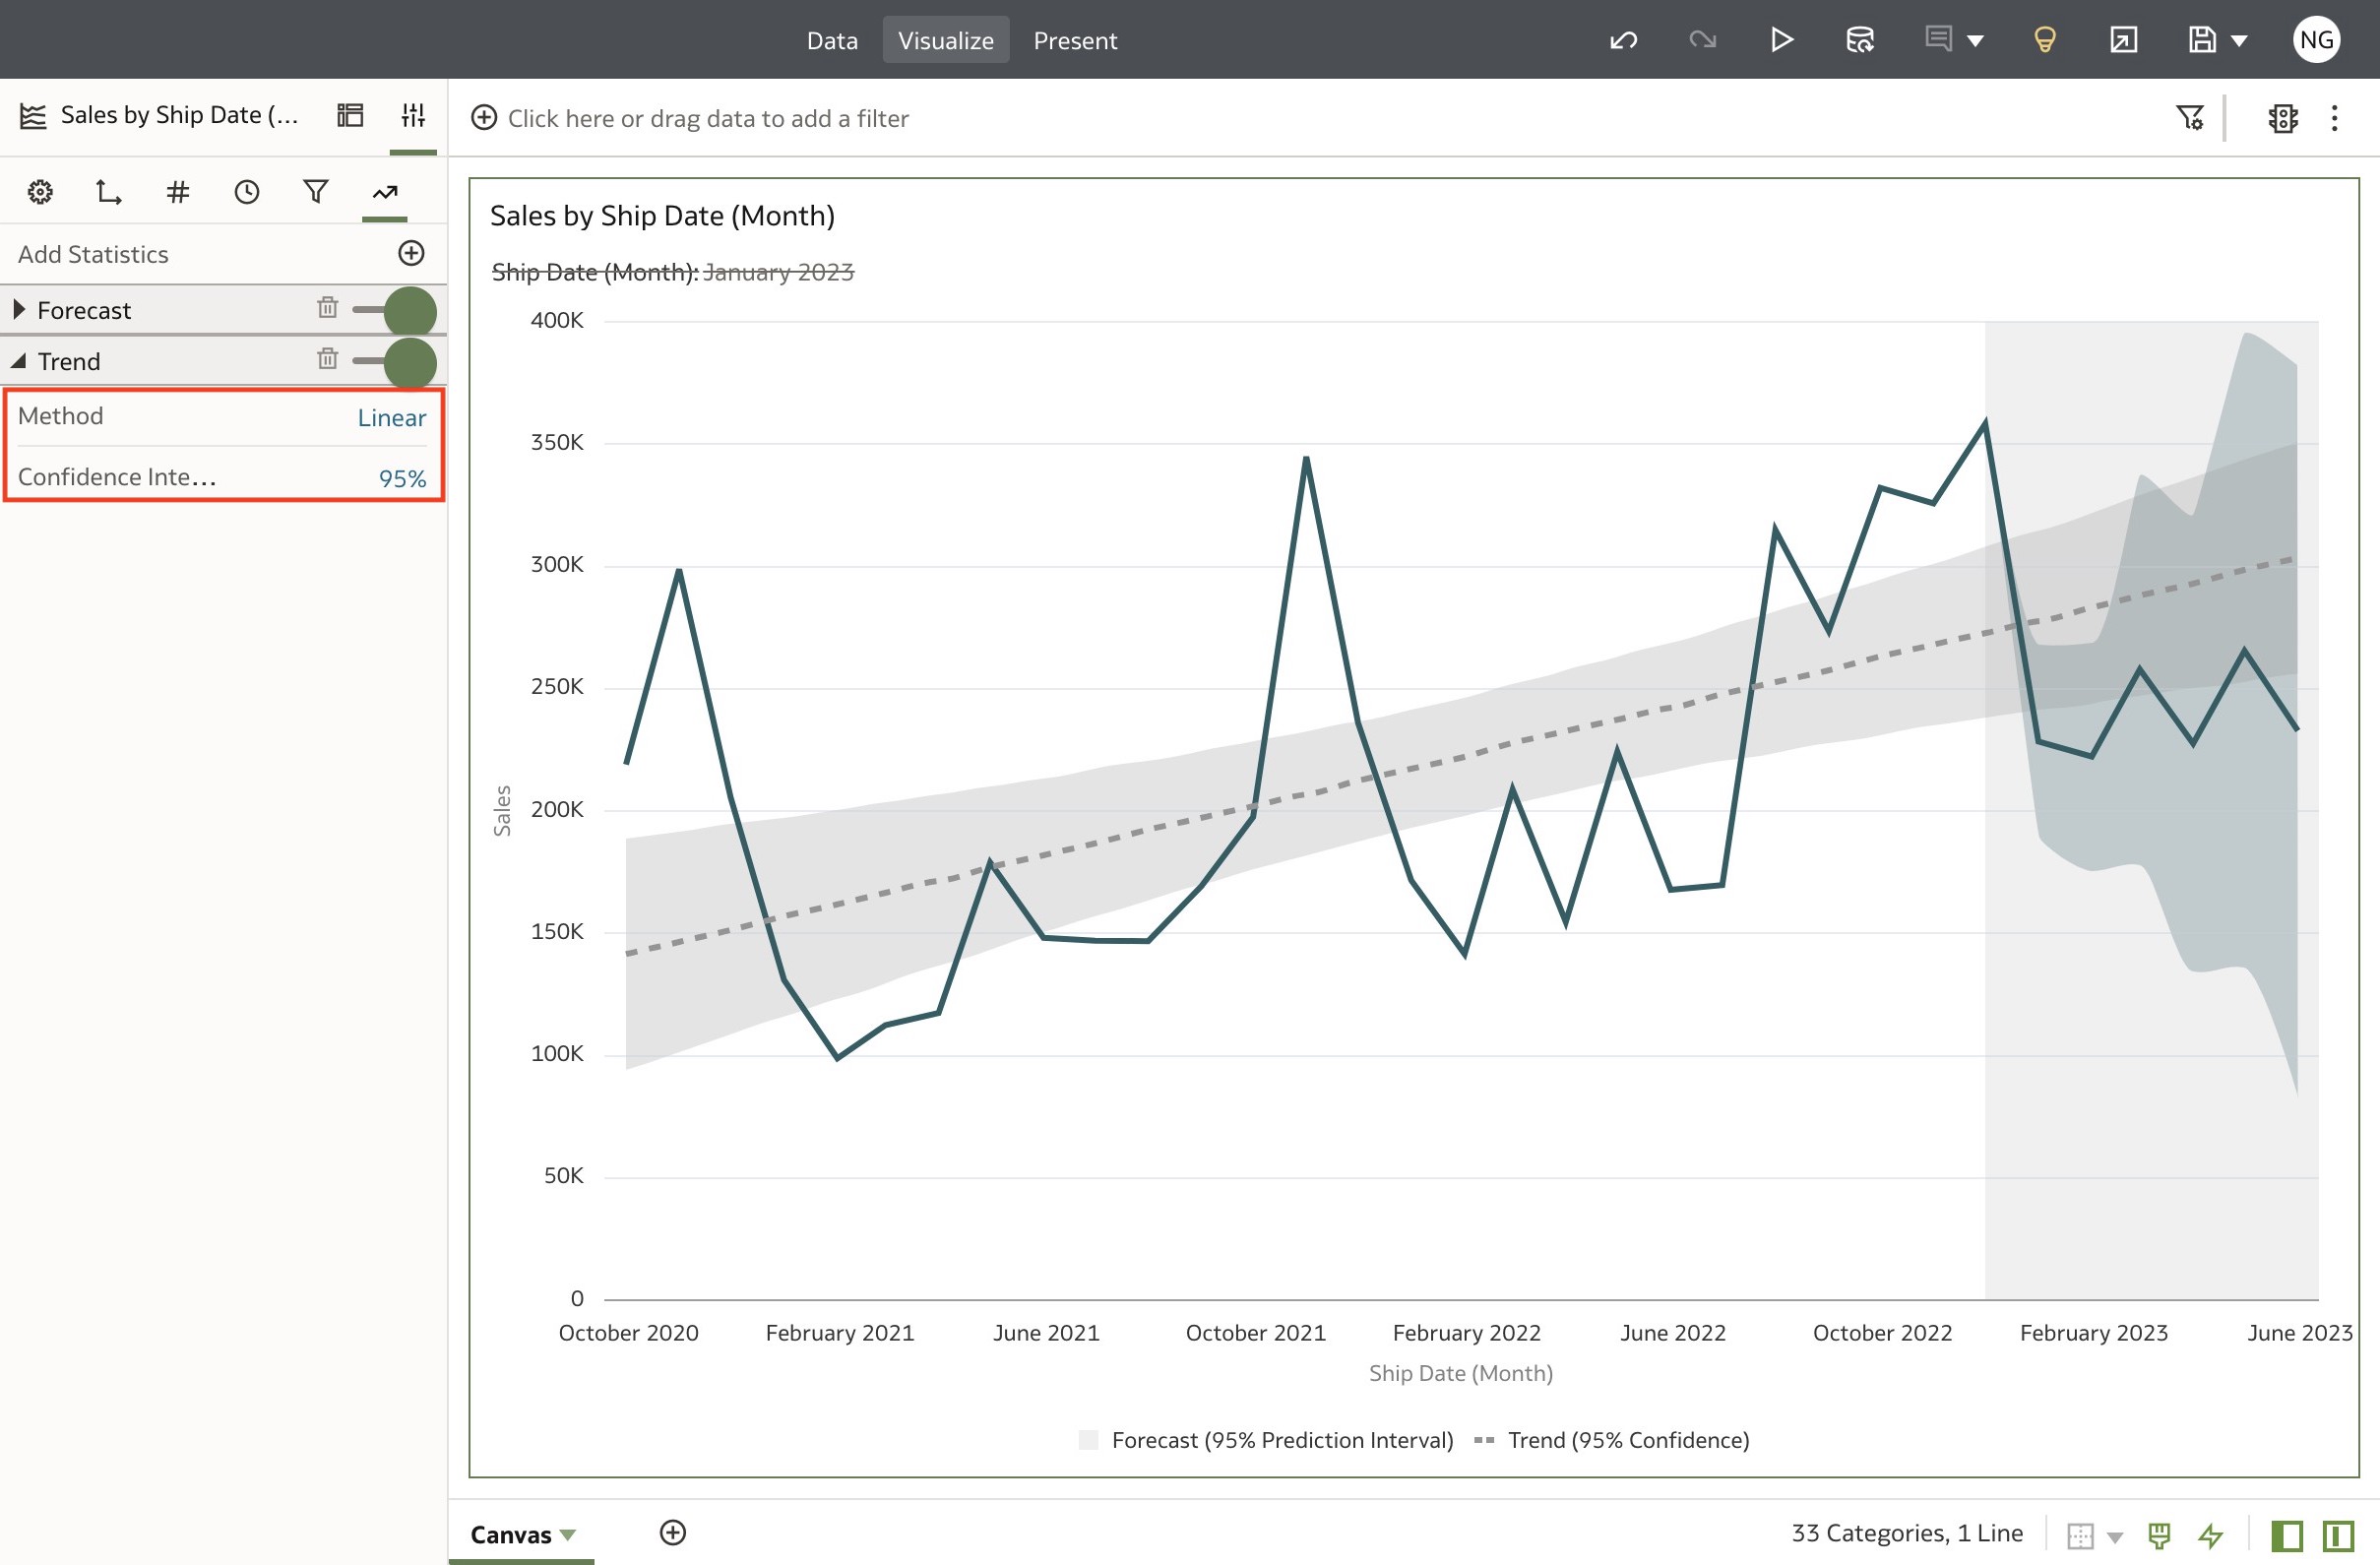 Data Visualize Present NG
Sales by Ship Date (...
Click here or drag data to add a filter
Add Statistics
Forecast
Trend
Method Linear
Confidence Inte... 95%
Sales by Ship Date (Month)
Ship Date (Month): January 2023
400K
350K
300K
250K
200K
150K
100K
50K
0
Sales
October 2020 February 2021 June 2021 October 2021 February 2022 June 2022 October 2022 February 2023 June 2023
Ship Date (Month)
Forecast (95% Prediction Interval) Trend (95% Confidence)
Canvas 33 Categories, 1 Line